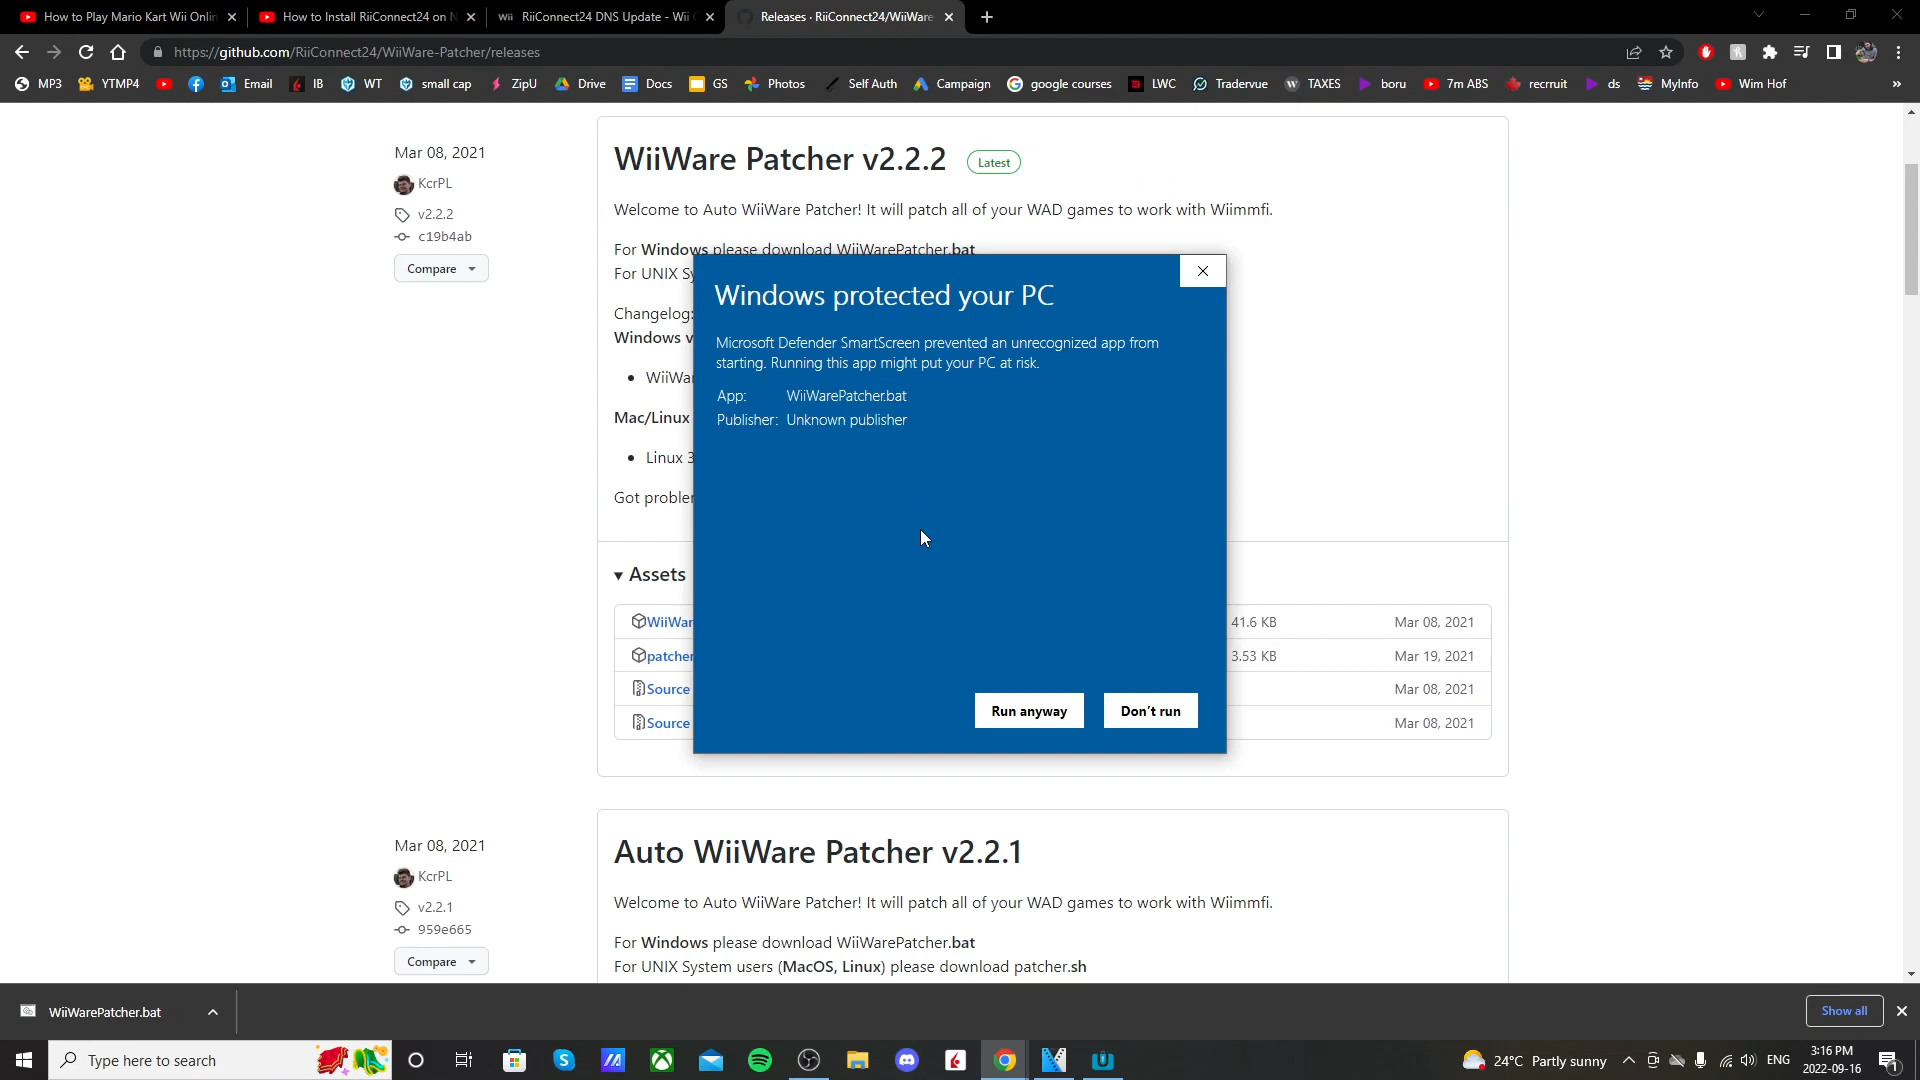 How to Play Mario Kart Wii Onlin
How to Install RiiConnect24 on N
Wii
RiiConnect24 DNS Update - Wii
Releases · RiiConnect24/WiiWare
https://github.com/RiiConnect24/WiiWare-Patcher/releases
MP3
YTMP4
Email
IB
WT
small cap
ZipU
Drive
Docs
GS
Photos
Self Auth
Campaign
google courses
LWC
Tradervue
TAXES
boru
7m ABS
recrruit
ds
MyInfo
Wim Hof
»
Mar 08, 2021
KcrPL
v2.2.2
c19b4ab
Compare
WiiWare Patcher v2.2.2
Latest
Welcome to Auto WiiWare Patcher! It will patch all of your WAD games to work with Wiimmfi.
For Windows please download WiiWarePatcher.bat
For UNIX Sy
Changelog:
Windows v
• WiiWar
Mac/Linux
• Linux 3
Got probler
Windows protected your PC
Microsoft Defender SmartScreen prevented an unrecognized app from
starting. Running this app might put your PC at risk.
App: WiiWarePatcher.bat
Publisher: Unknown publisher
Run anyway
Don't run
Assets
WiiWar
41.6 KB
Mar 08, 2021
patcher
3.53 KB
Mar 19, 2021
Source
Mar 08, 2021
Source
Mar 08, 2021
Mar 08, 2021
KcrPL
v2.2.1
959e665
Compare
Auto WiiWare Patcher v2.2.1
Welcome to Auto WiiWare Patcher! It will patch all of your WAD games to work with Wiimmfi.
For Windows please download WiiWarePatcher.bat
For UNIX System users (MacOS, Linux) please download patcher.sh
WiiWarePatcher.bat
Show all
Type here to search
24°C Partly sunny
ENG
3:16 PM
2022-09-16
1